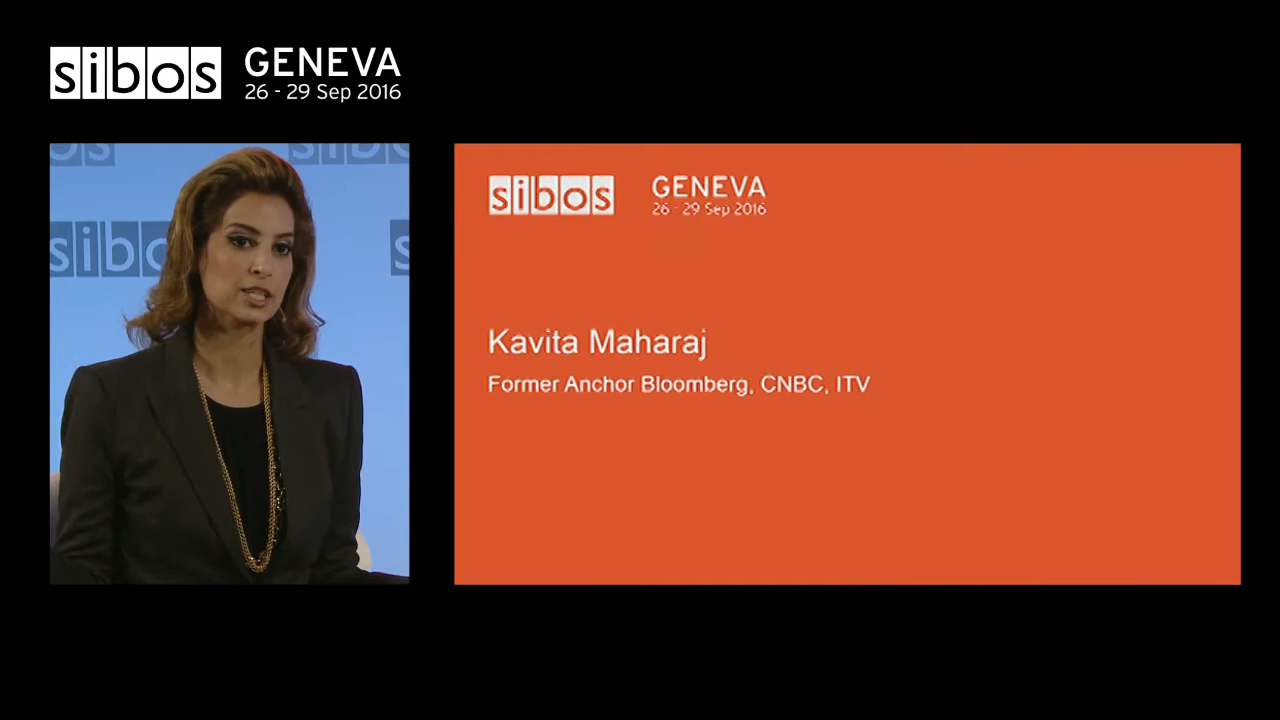 sibos GENEVA
26 - 29 Sep 2016
sibos GENEVA
26 - 29 Sep 2016
Kavita Maharaj
Former Anchor Bloomberg, CNBC, ITV